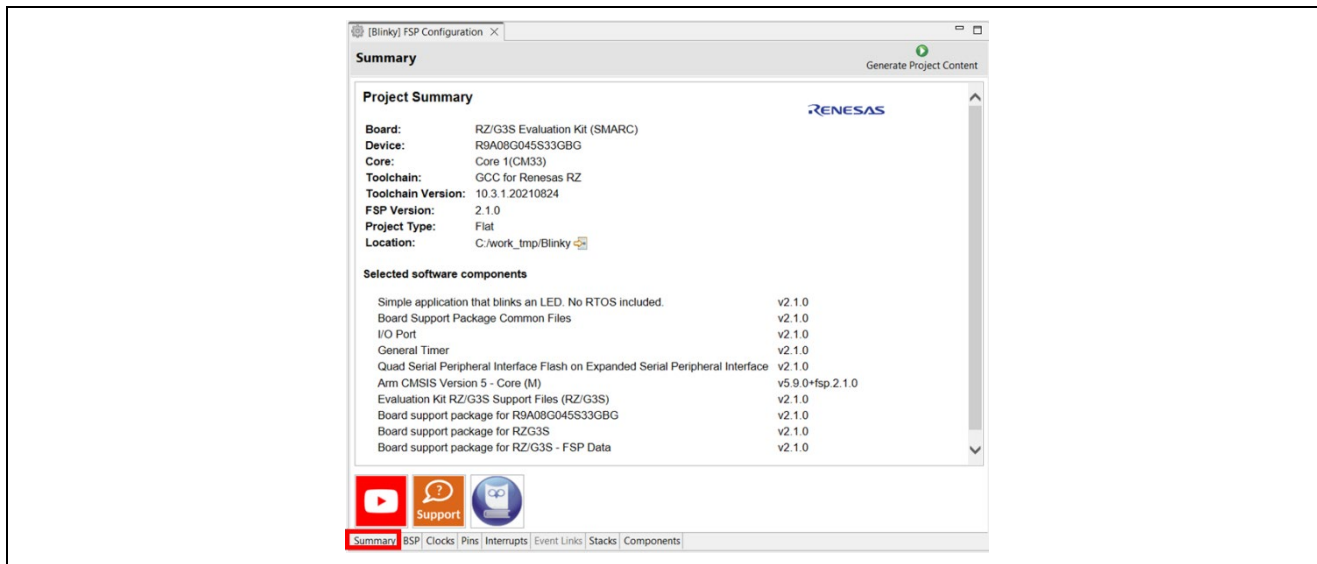 [Blinky] FSP Configuration
Summary
Generate Project Content
Project Summary
RENESAS
Board: RZ/G3S Evaluation Kit (SMARC)
Device: R9A08G045S33GBG
Core: Core 1(CM33)
Toolchain: GCC for Renesas RZ
Toolchain Version: 10.3.1.20210824
FSP Version: 2.1.0
Project Type: Flat
Location: C:/work_tmp/Blinky
Selected software components
Simple application that blinks an LED. No RTOS included. v2.1.0
Board Support Package Common Files v2.1.0
I/O Port v2.1.0
General Timer v2.1.0
Quad Serial Peripheral Interface Flash on Expanded Serial Peripheral Interface v2.1.0
Arm CMSIS Version 5 - Core (M) v5.9.0+fsp.2.1.0
Evaluation Kit RZ/G3S Support Files (RZ/G3S) v2.1.0
Board support package for R9A08G045S33GBG v2.1.0
Board support package for RZG3S v2.1.0
Board support package for RZ/G3S - FSP Data v2.1.0
?
Support
Summary BSP Clocks Pins Interrupts Event Links Stacks Components